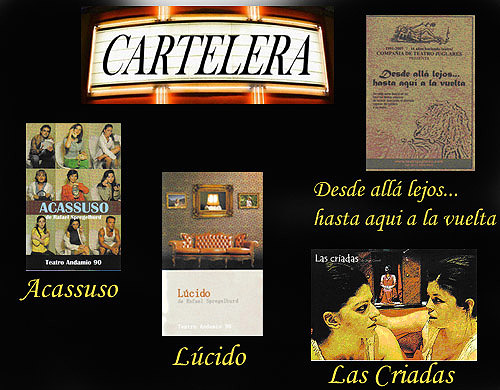 CARTELERA
COMPAÑIA DE TEATRO JUGLARES
PRESENTA
Desde allá lejos...
hasta aquí a la vuelta
Desde allá lejos...
hasta aqui a la vuelta
ACASSUSO
de Rafael Spregelburd
Teatro Andamio 90
Acassuso
Lúcido
de Rafael Spregelburd
Teatro Andamio 90
Lúcido
Las criadas
Las Criadas